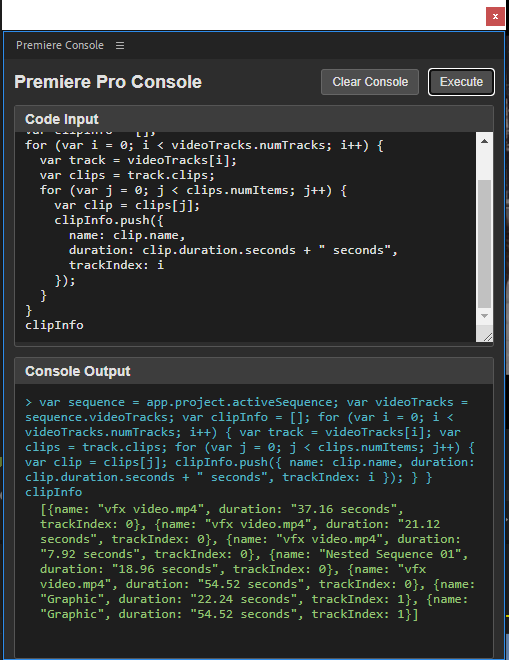 x
Premiere Console ☰
Premiere Pro Console
Clear Console
Execute
Code Input
var clipInfo = [];
for (var i = 0; i < videoTracks.numTracks; i++) {
  var track = videoTracks[i];
  var clips = track.clips;
  for (var j = 0; j < clips.numItems; j++) {
    var clip = clips[j];
    clipInfo.push({
      name: clip.name,
      duration: clip.duration.seconds + " seconds",
      trackIndex: i
    });
  }
}
clipInfo
Console Output
> var sequence = app.project.activeSequence; var videoTracks =
sequence.videoTracks; var clipInfo = []; for (var i = 0; i <
videoTracks.numTracks; i++) { var track = videoTracks[i]; var
clips = track.clips; for (var j = 0; j < clips.numItems; j++) {
var clip = clips[j]; clipInfo.push({ name: clip.name, duration:
clip.duration.seconds + " seconds", trackIndex: i }); } }
clipInfo
[{name: "vfx video.mp4", duration: "37.16 seconds",
trackIndex: 0}, {name: "vfx video.mp4", duration: "21.12
seconds", trackIndex: 0}, {name: "vfx video.mp4", duration:
"7.92 seconds", trackIndex: 0}, {name: "Nested Sequence 01",
duration: "18.96 seconds", trackIndex: 0}, {name: "vfx
video.mp4", duration: "54.52 seconds", trackIndex: 0}, {name:
"Graphic", duration: "22.24 seconds", trackIndex: 1}, {name:
"Graphic", duration: "54.52 seconds", trackIndex: 1}]